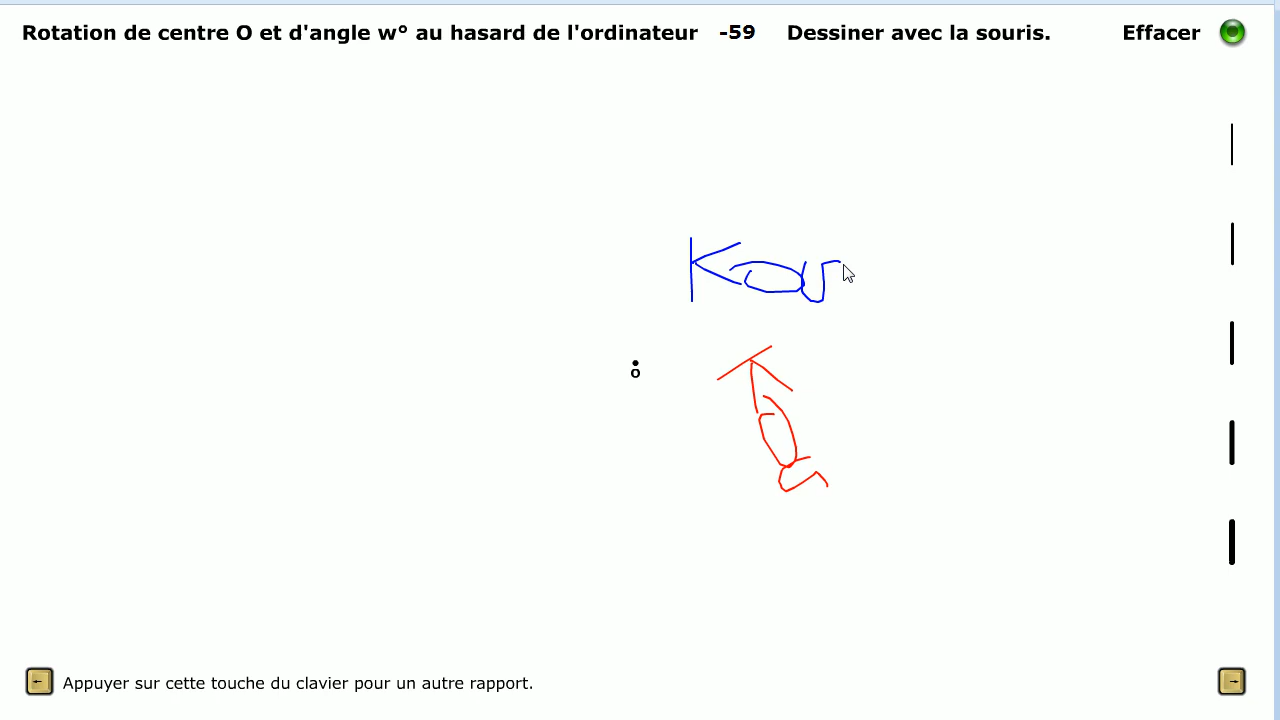 Rotation de centre O et d'angle w° au hasard de l'ordinateur -59 Dessiner avec la souris. Effacer
o
Appuyer sur cette touche du clavier pour un autre rapport.